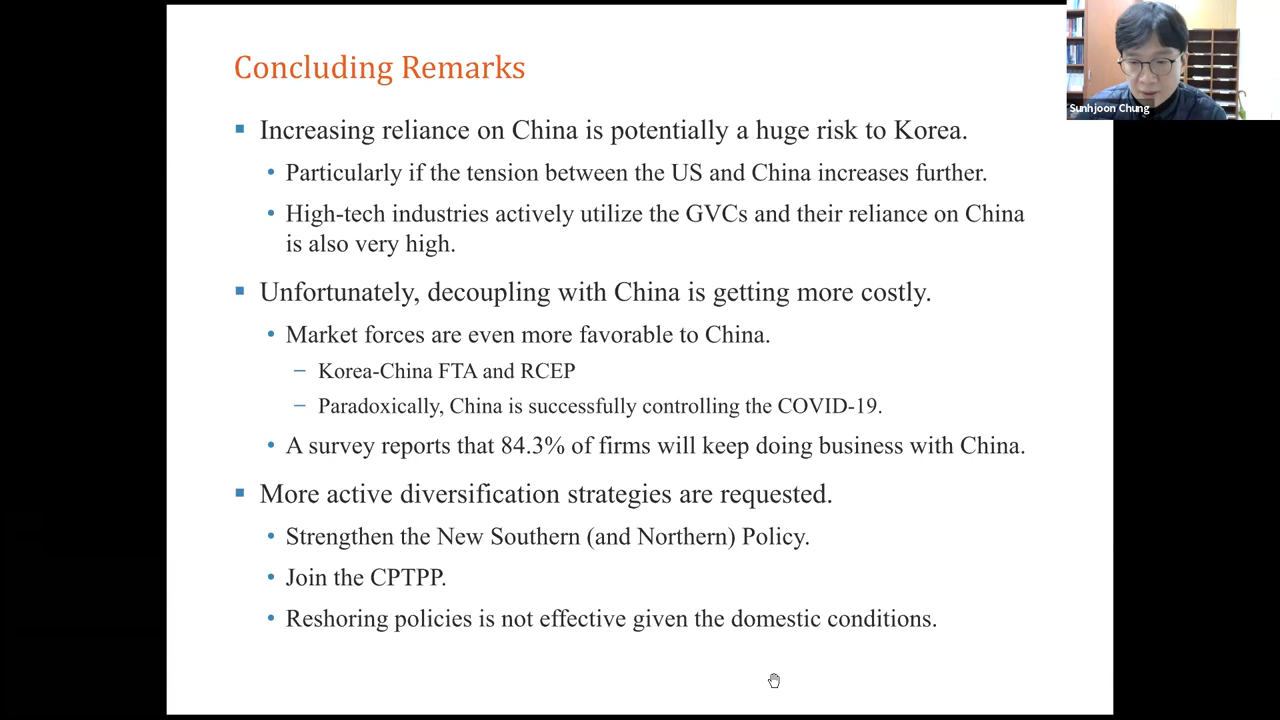 Concluding Remarks
Increasing reliance on China is potentially a huge risk to Korea.
Particularly if the tension between the US and China increases further.
High-tech industries actively utilize the GVCs and their reliance on China
is also very high.
Unfortunately, decoupling with China is getting more costly.
Market forces are even more favorable to China.
Korea-China FTA and RCEP
Paradoxically, China is successfully controlling the COVID-19.
A survey reports that 84.3% of firms will keep doing business with China.
More active diversification strategies are requested.
Strengthen the New Southern (and Northern) Policy.
Join the CPTPP.
Reshoring policies is not effective given the domestic conditions.
Sunhjoon Chung